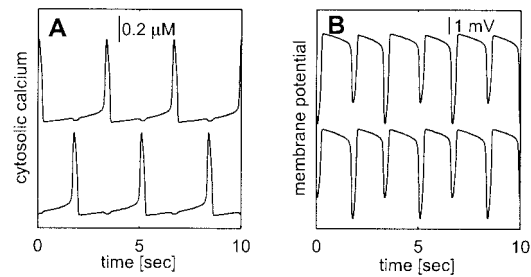 A
0.2 µM
cytosolic calcium
0
5
10
time [sec]
B
1 mV
membrane potential
0
5
10
time [sec]